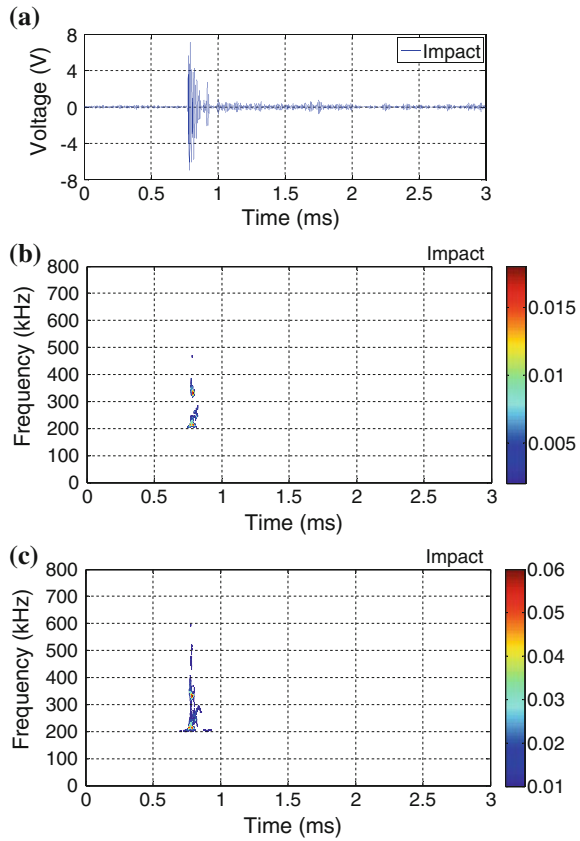 (a)
8
4
0
-4
-8
Voltage (V)
Impact
0 0.5 1 1.5 2 2.5 3
Time (ms)
(b)
Impact
800
700
600
500
400
300
200
100
0
Frequency (kHz)
0 0.5 1 1.5 2 2.5 3
Time (ms)
0.015
0.01
0.005
(c)
Impact
800
700
600
500
400
300
200
100
0
Frequency (kHz)
0 0.5 1 1.5 2 2.5 3
Time (ms)
0.06
0.05
0.04
0.03
0.02
0.01